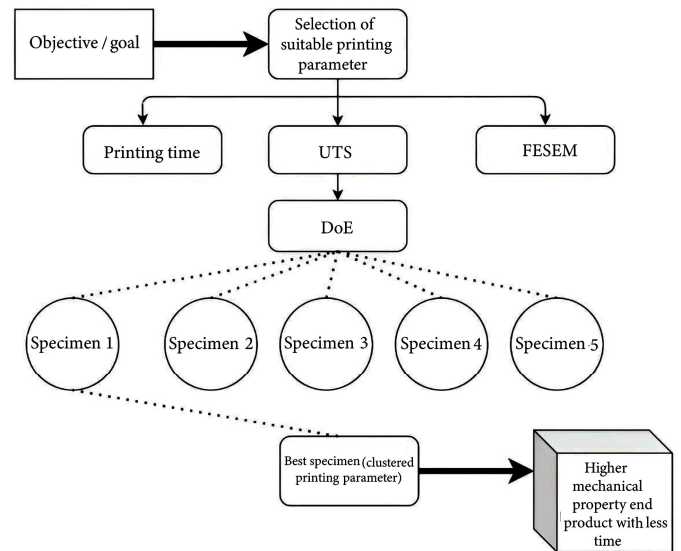 Objective / goal
Selection of
suitable printing
parameter
Printing time
UTS
FESEM
DoE
Specimen 1
Specimen 2
Specimen 3
Specimen 4
Specimen 5
Best specimen (clustered
printing parameter)
Higher
mechanical
property end
product with less
time